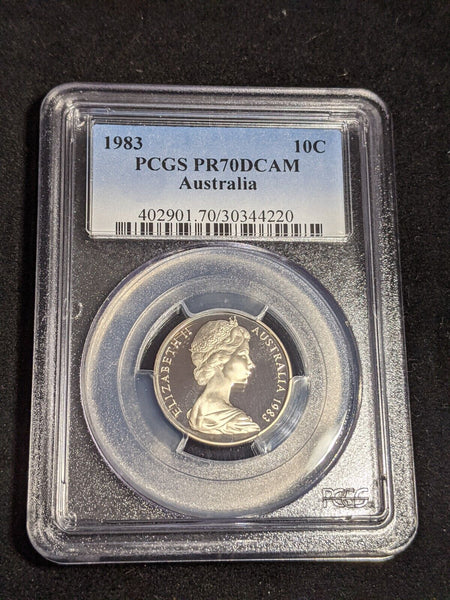 1983 10C
PCGS PR70DCAM
Australia
402901.70/30344220
ELIZABETH II
AUSTRALIA 1983
PCGS